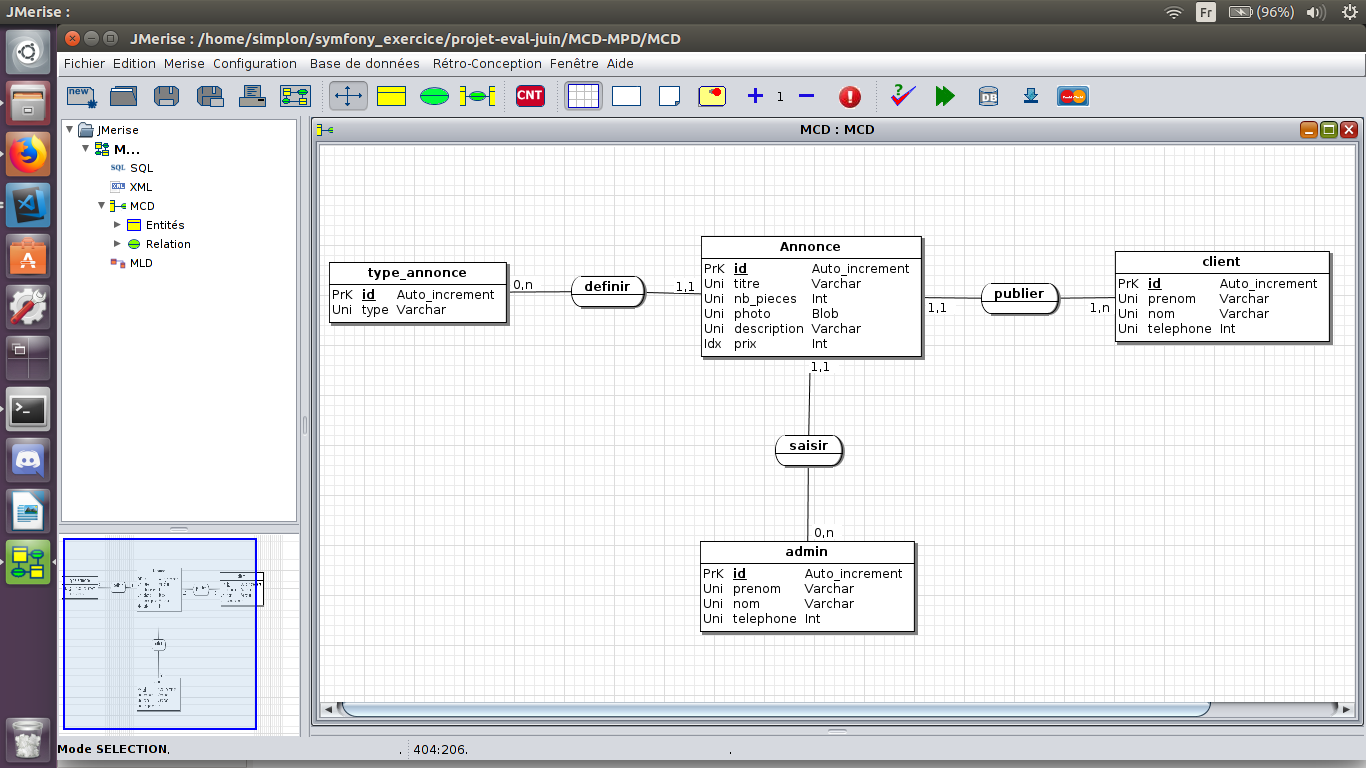 JMerise :
Fr
(96%)
JMerise : /home/simplon/symfony_exercice/projet-eval-juin/MCD-MPD/MCD
Fichier Edition Merise Configuration Base de données Rétro-Conception Fenêtre Aide
new
CNT
1
?
DB
JMerise
M...
SQL SQL
XML XML
MCD
Entités
Relation
MLD
MCD : MCD
type_annonce
PrK id Auto_increment
Uni type Varchar
0,n
definir
1,1
Annonce
PrK id Auto_increment
Uni titre Varchar
Uni nb_pieces Int
Uni photo Blob
Uni description Varchar
Idx prix Int
1,1
publier
1,n
client
PrK id Auto_increment
Uni prenom Varchar
Uni nom Varchar
Uni telephone Int
1,1
saisir
0,n
admin
PrK id Auto_increment
Uni prenom Varchar
Uni nom Varchar
Uni telephone Int
Mode SELECTION.
. 404:206. .